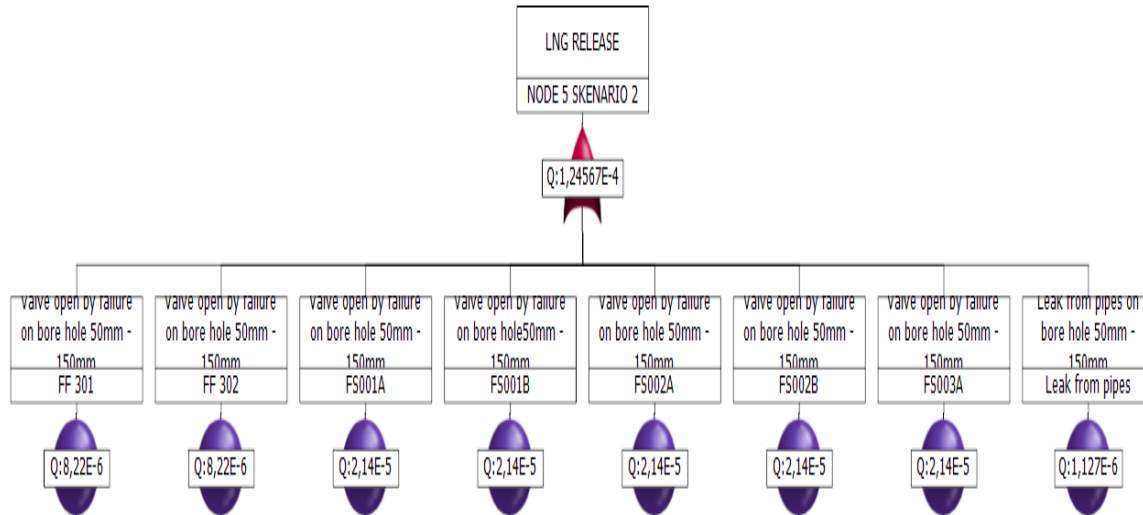 LNG RELEASE
NODE 5 SKENARIO 2
Q:1,24567E-4
Valve open by failure
on bore hole 50mm -
150mm
FF 301
Q:8,22E-6
Valve open by failure
on bore hole 50mm -
150mm
FF 302
Q:8,22E-6
Valve open by failure
on bore hole 50mm -
150mm
FS001A
Q:2,14E-5
Valve open by failure
on bore hole50mm -
150mm
FS001B
Q:2,14E-5
Valve open by failure
on bore hole 50mm -
150mm
FS002A
Q:2,14E-5
Valve open by failure
on bore hole 50mm -
150mm
FS002B
Q:2,14E-5
Valve open by failure
on bore hole 50mm -
150mm
FS003A
Q:2,14E-5
Leak from pipes on
bore hole 50mm -
150mm
Leak from pipes
Q:1,127E-6